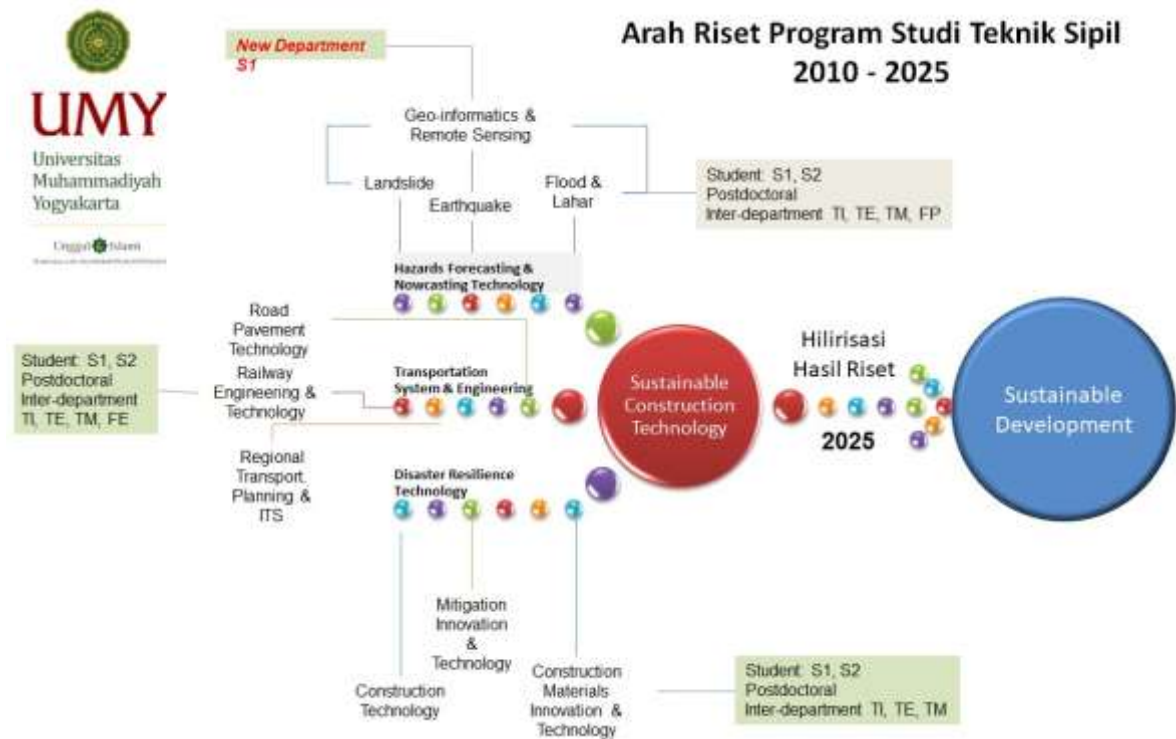 Arah Riset Program Studi Teknik Sipil
2010 - 2025
UMY
Universitas
Muhammadiyah
Yogyakarta
Unggul & Islami
New Department
S1
Geo-informatics &
Remote Sensing
Landslide
Earthquake
Flood &
Lahar
Student: S1, S2
Postdoctoral
Inter-department TI, TE, TM, FP
Hazards Forecasting &
Nowcasting Technology
Road
Pavement
Technology
Student: S1, S2
Postdoctoral
Inter-department
TI, TE, TM, FE
Railway
Engineering &
Technology
Transportation
System & Engineering
Regional
Transport.
Planning &
ITS
Sustainable
Construction
Technology
Hilirisasi
Hasil Riset
2025
Sustainable
Development
Disaster Resilience
Technology
Mitigation
Innovation
&
Technology
Construction
Technology
Construction
Materials
Innovation &
Technology
Student: S1, S2
Postdoctoral
Inter-department TI, TE, TM